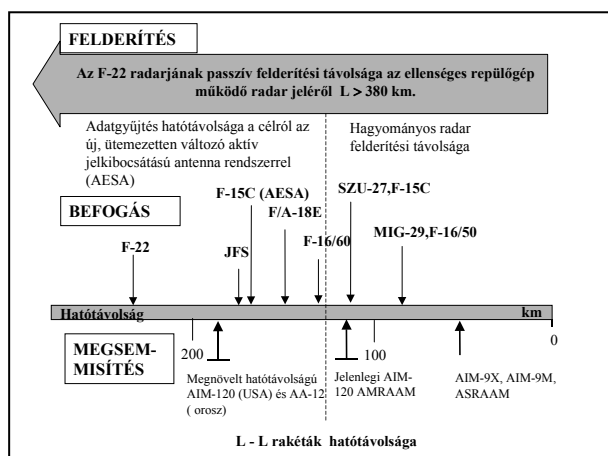 FELDERÍTÉS
Az F-22 radarjának passzív felderítési távolsága az ellenséges repülőgép
működő radar jeléről L > 380 km.
Adatgyűjtés hatótávolsága a célról az
új, ütemezetten változó aktív
jelkibocsátású antenna rendszerrel
(AESA)
Hagyományos radar
felderítési távolsága
BEFOGÁS
F-22
JFS
F-15C (AESA)
F/A-18E
F-16/60
SZU-27,F-15C
MIG-29,F-16/50
Hatótávolság
km
200
100
0
MEGSEM-
MISÍTÉS
Megnövelt hatótávolságú
AIM-120 (USA) és AA-12
( orosz)
Jelenlegi AIM-
120 AMRAAM
AIM-9X, AIM-9M,
ASRAAM
L - L rakéták hatótávolsága